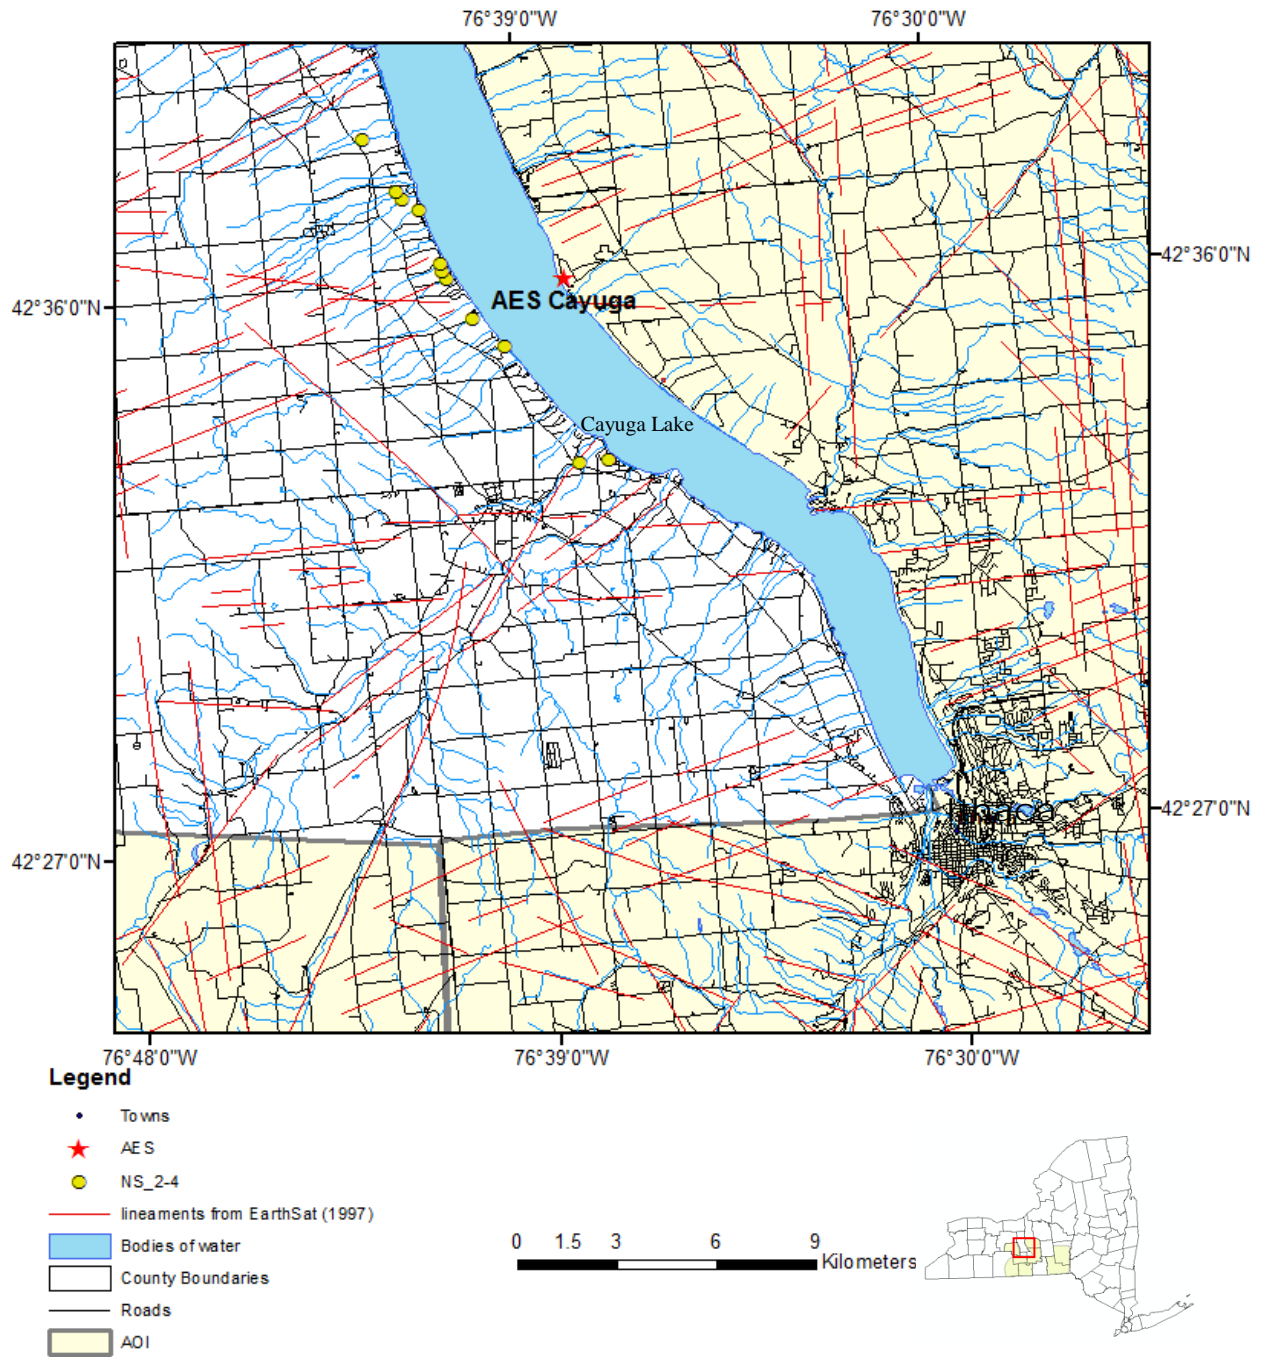 76°39'0"W 76°30'0"W
42°36'0"N
42°36'0"N
AES Cayuga
Cayuga Lake
42°27'0"N
Ithaca
42°27'0"N
76°48'0"W 76°39'0"W 76°30'0"W
Legend
Towns
AES
NS_2-4
lineaments from EarthSat (1997)
Bodies of water
County Boundaries
Roads
AOI
0 1.5 3 6 9
Kilometers